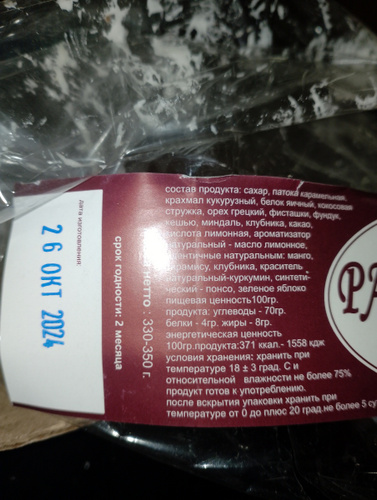 состав продукта: сахар, патока карамельная,
крахмал кукурузный, белок яичный, кокосовая
стружка, орех грецкий, фисташки, фундук,
кешью, миндаль, клубника, какао,
кислота лимонная, ароматизатор
натуральный - масло лимонное,
идентичные натуральным: манго,
тирамису, клубника, краситель
натуральный-куркумин, синтети-
ческий - понсо, зеленое яблоко
пищевая ценность100гр.
продукта: углеводы - 70гр.
белки - 4гр. жиры - 8гр.
энергетическая ценность
100гр.продукта:371 ккал.- 1558 кдж
условия хранения: хранить при
температуре 18 ± 3 град. С и
относительной влажности не более 75%
продукт готов к употреблению.
после вскрытия упаковки хранить при
температуре от 0 до плюс 20 град.не более 5 су
нетто : 330-350 г.
срок годности: 2 месяца
дата изготовления:
26 ОКТ 2024
РА